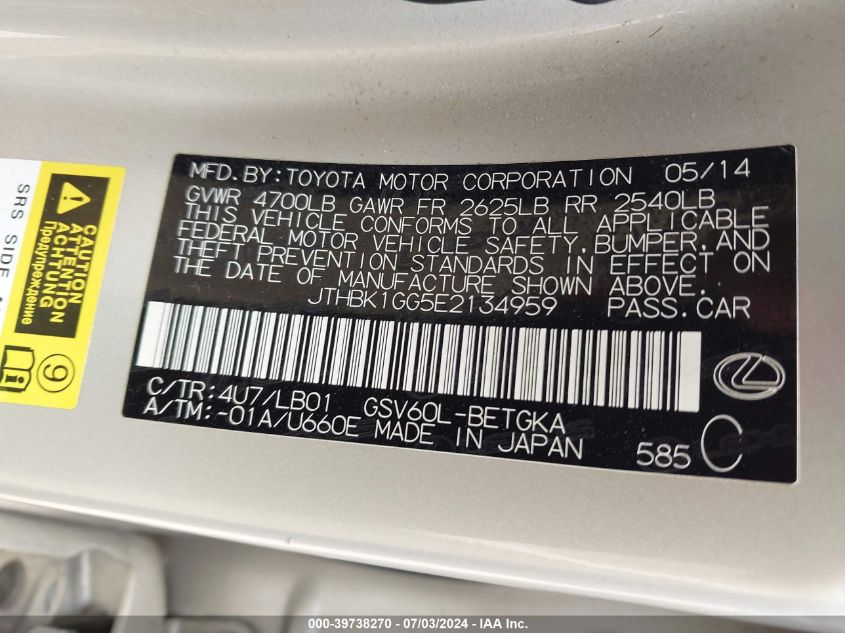 MFD. BY: TOYOTA MOTOR CORPORATION 05/14
GVWR 4700LB GAWR FR 2625LB RR 2540LB
THIS VEHICLE CONFORMS TO ALL APPLICABLE
FEDERAL MOTOR VEHICLE SAFETY, BUMPER, AND
THEFT PREVENTION STANDARDS IN EFFECT ON
THE DATE OF MANUFACTURE SHOWN ABOVE.
JTHBK1GG5E2134959 PASS.CAR
C/TR: 4U7/LB01 GSV60L-BETGKA
A/TM: -01A/U660E MADE IN JAPAN 585 C
SRS SIDE
CAUTION
ATTENTION
ACHTUNG
Предупреждение
9
000-39738270 - 07/03/2024 - IAA Inc.